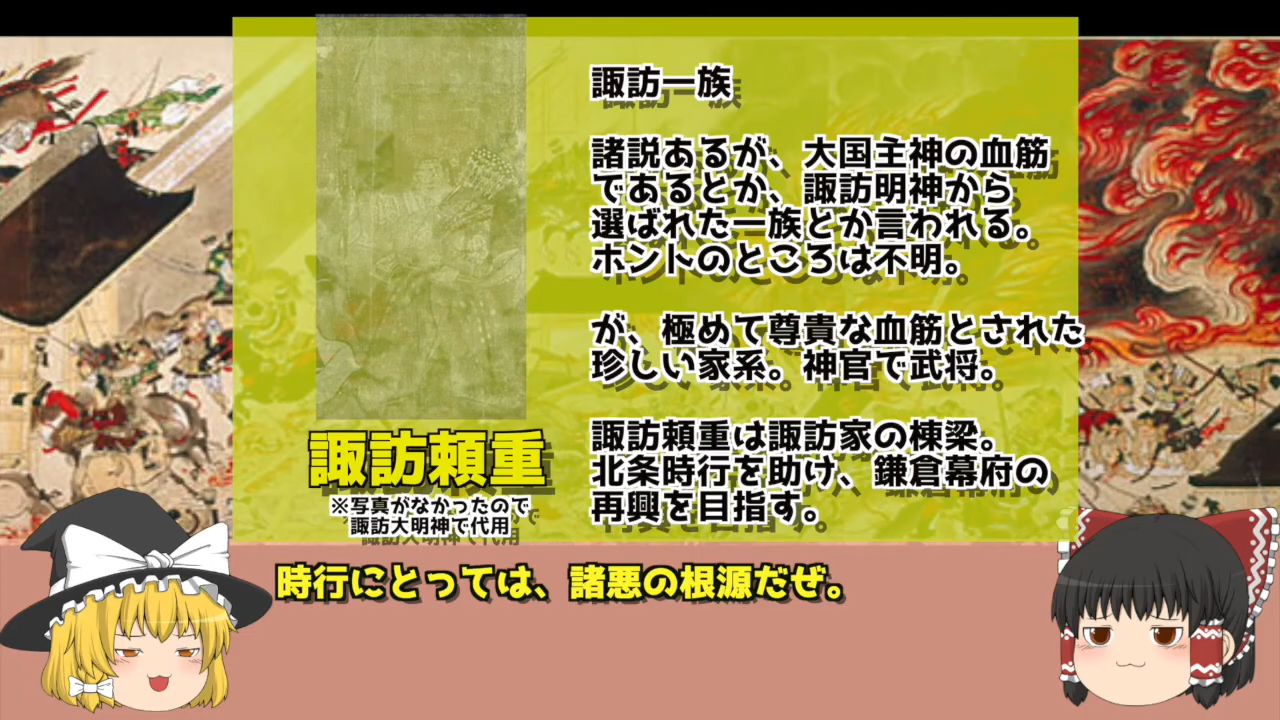 諏訪一族
諸説あるが、大国主神の血筋
であるとか、諏訪明神から
選ばれた一族とか言われる。
ホントのところは不明。
が、極めて尊貴な血筋とされた
珍しい家系。神官で武将。
諏訪頼重は諏訪家の棟梁。
北条時行を助け、鎌倉幕府の
再興を目指す。
諏訪頼重
※写真がなかったので
諏訪大明神で代用
時行にとっては、諸悪の根源だぜ。